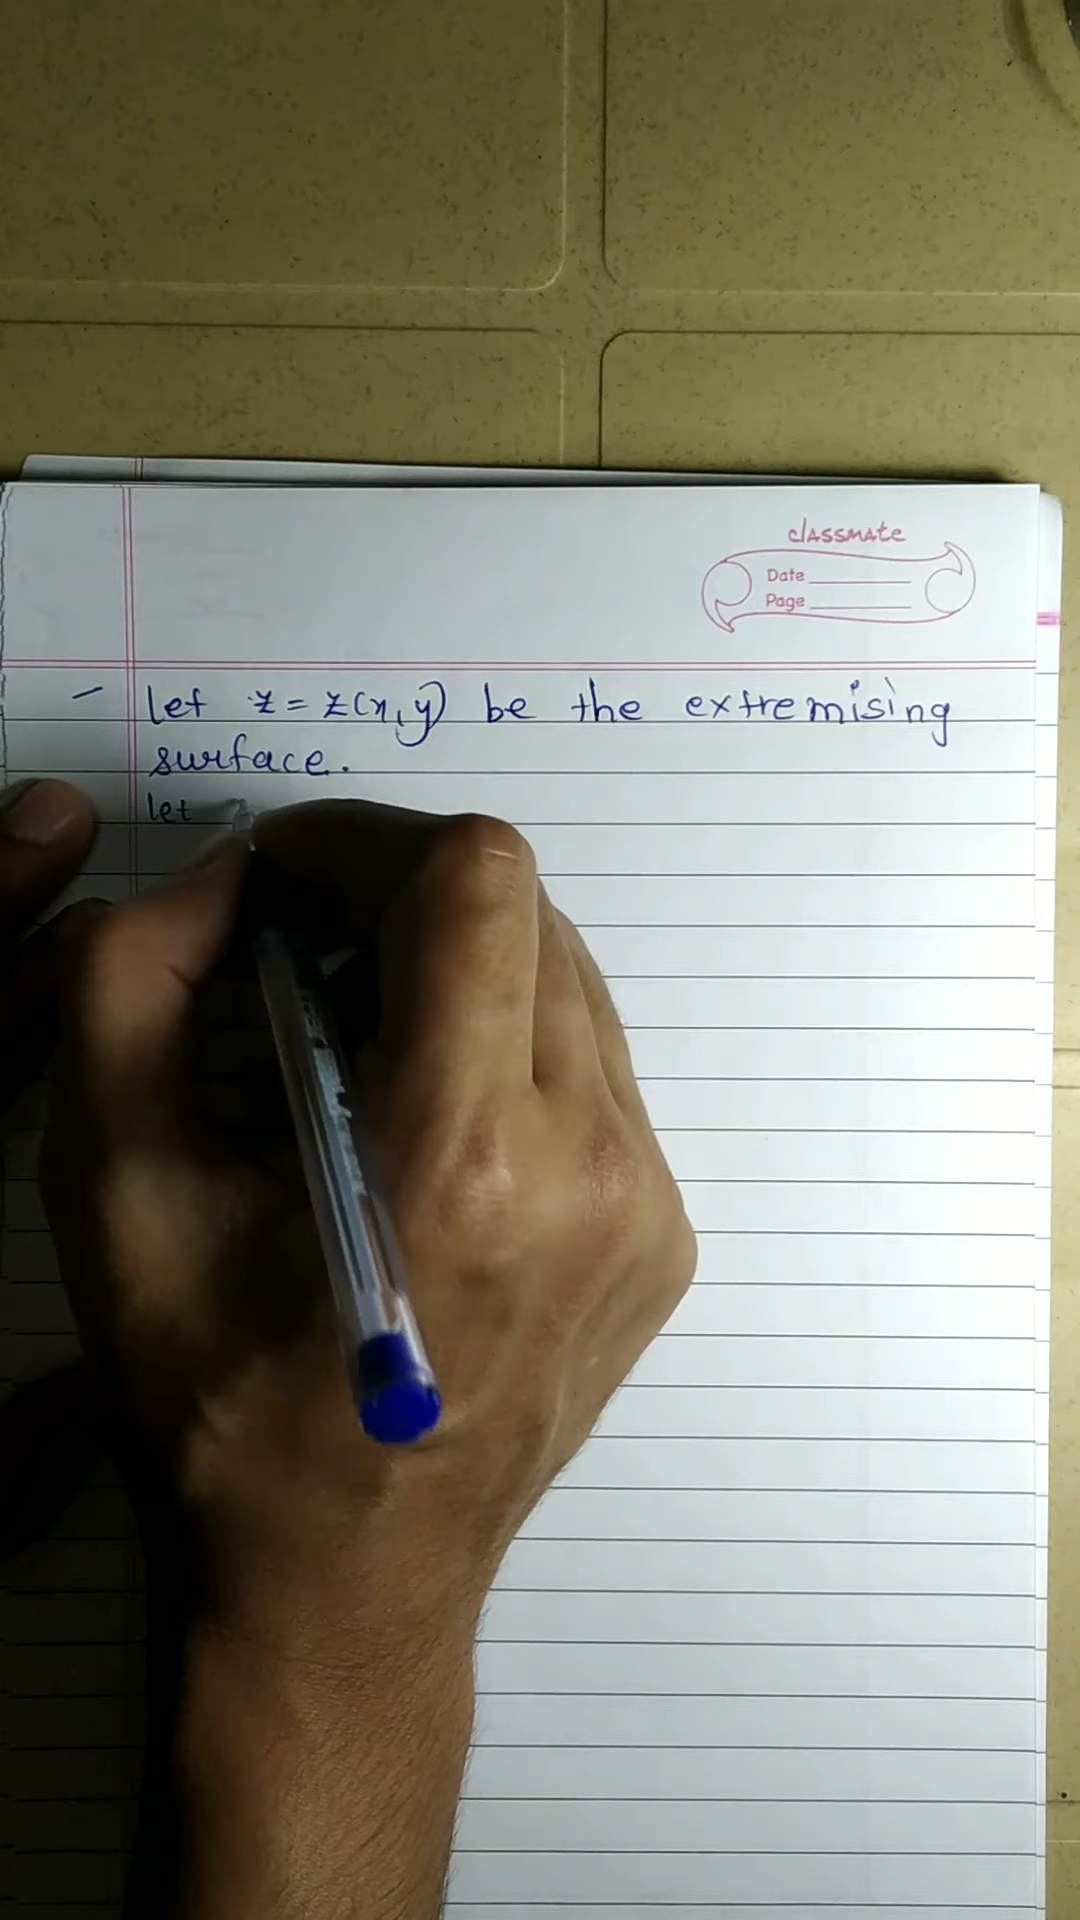 classmate
Date
Page
- let z = z(x,y) be the extremising
surface.
let